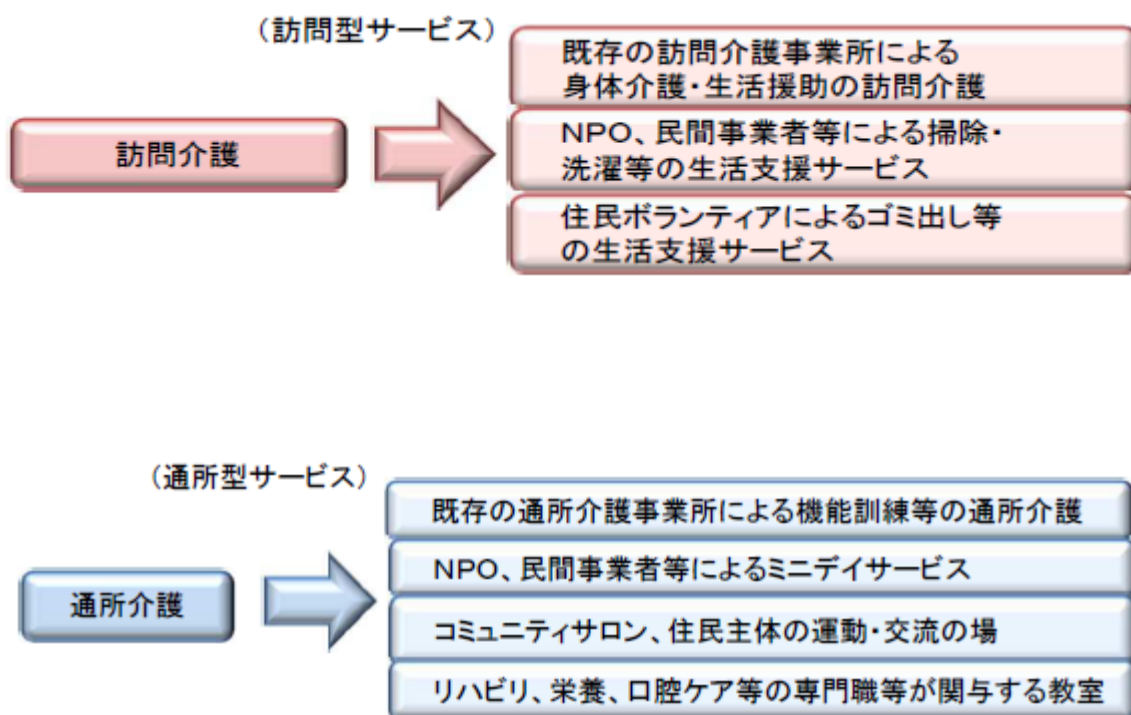 （訪問型サービス）
既存の訪問介護事業所による
身体介護・生活援助の訪問介護
訪問介護
NPO、民間事業者等による掃除・
洗濯等の生活支援サービス
住民ボランティアによるゴミ出し等
の生活支援サービス
（通所型サービス）
既存の通所介護事業所による機能訓練等の通所介護
NPO、民間事業者等によるミニデイサービス
通所介護
コミュニティサロン、住民主体の運動・交流の場
リハビリ、栄養、口腔ケア等の専門職等が関与する教室